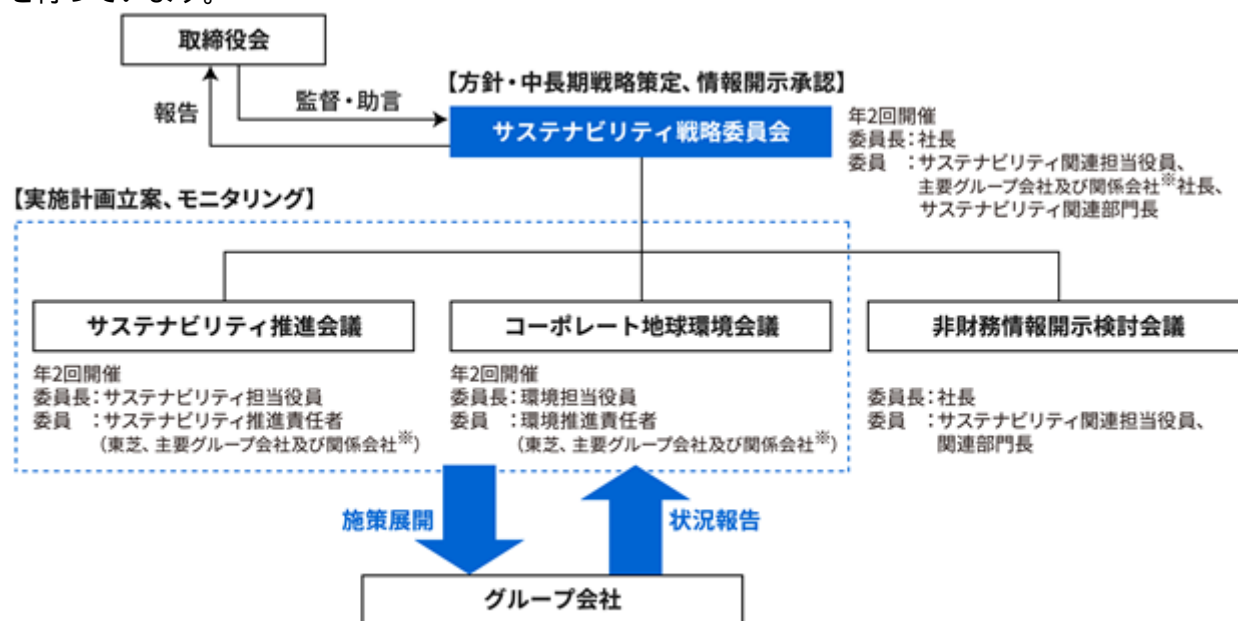 を行っています。
取締役会
【方針・中長期戦略策定、情報開示承認】
報告
監督・助言
サステナビリティ戦略委員会
年2回開催
委員長：社長
委員　：サステナビリティ関連担当役員、
主要グループ会社及び関係会社※社長、
サステナビリティ関連部門長
【実施計画立案、モニタリング】
サステナビリティ推進会議
年2回開催
委員長：サステナビリティ担当役員
委員　：サステナビリティ推進責任者
（東芝、主要グループ会社及び関係会社※）
コーポレート地球環境会議
年2回開催
委員長：環境担当役員
委員　：環境推進責任者
（東芝、主要グループ会社及び関係会社※）
非財務情報開示検討会議
委員長：社長
委員　：サステナビリティ関連担当役員、
関連部門長
施策展開
状況報告
グループ会社